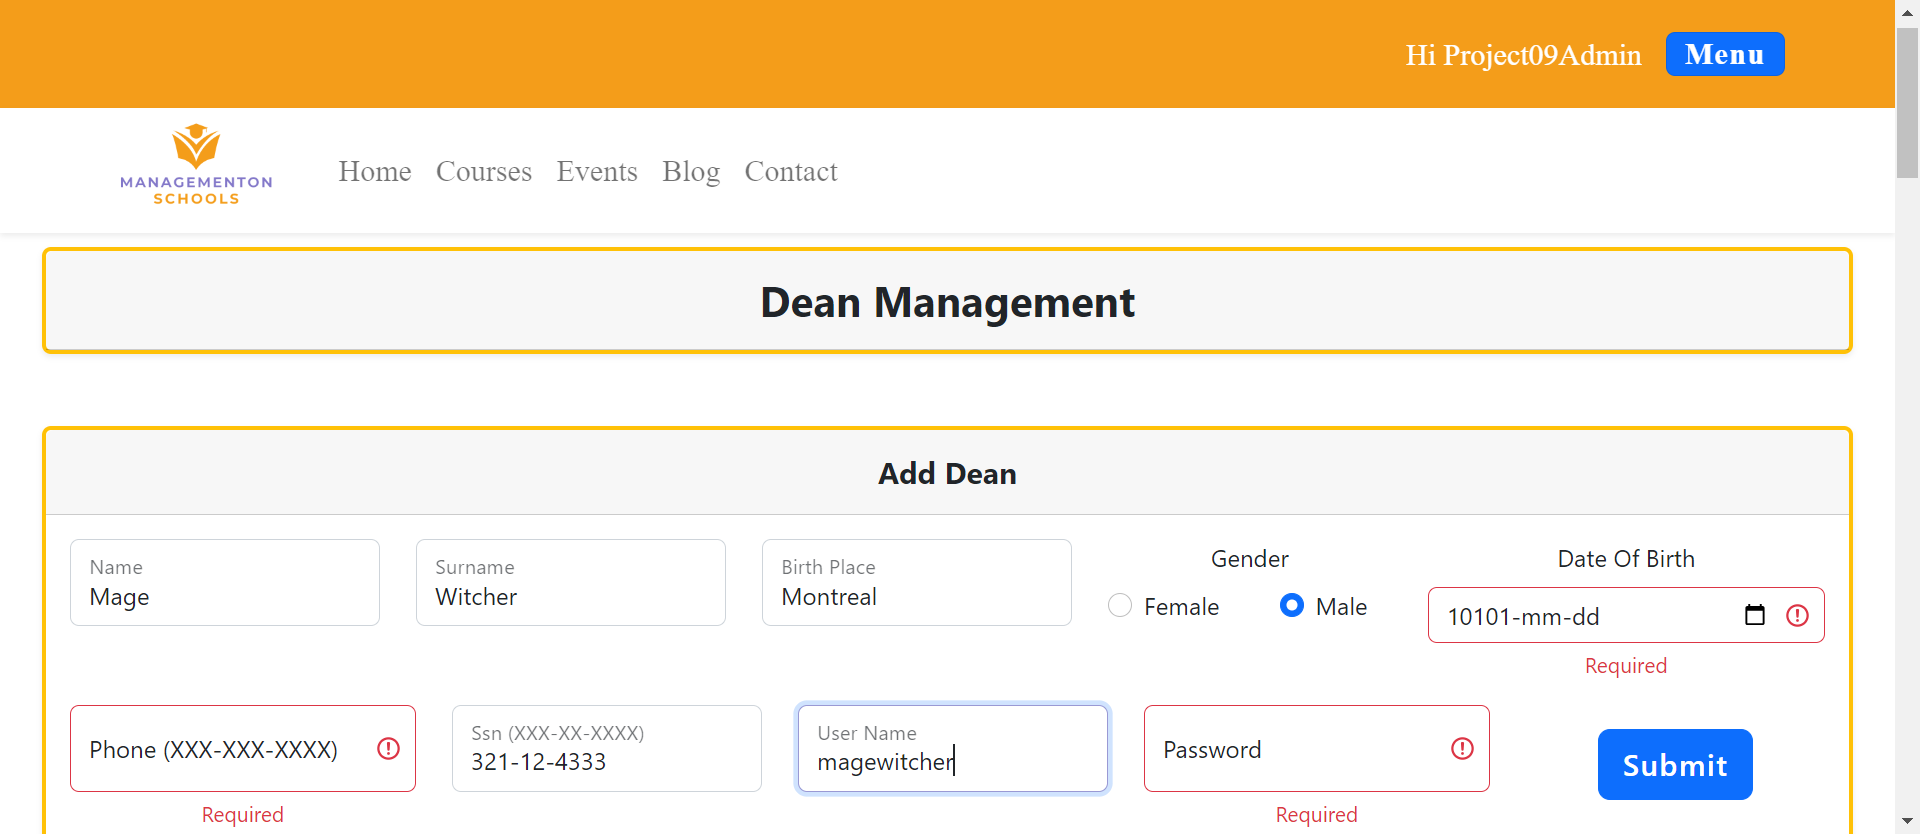 Hi Project09Admin Menu
MANAGEMENTON
SCHOOLS
Home Courses Events Blog Contact
Dean Management
Add Dean
Name
Mage
Surname
Witcher
Birth Place
Montreal
Gender
Female Male
Date Of Birth
10101-mm-dd
Required
Phone (XXX-XXX-XXXX)
Required
Ssn (XXX-XX-XXXX)
321-12-4333
User Name
magewitcher
Password
Required
Submit